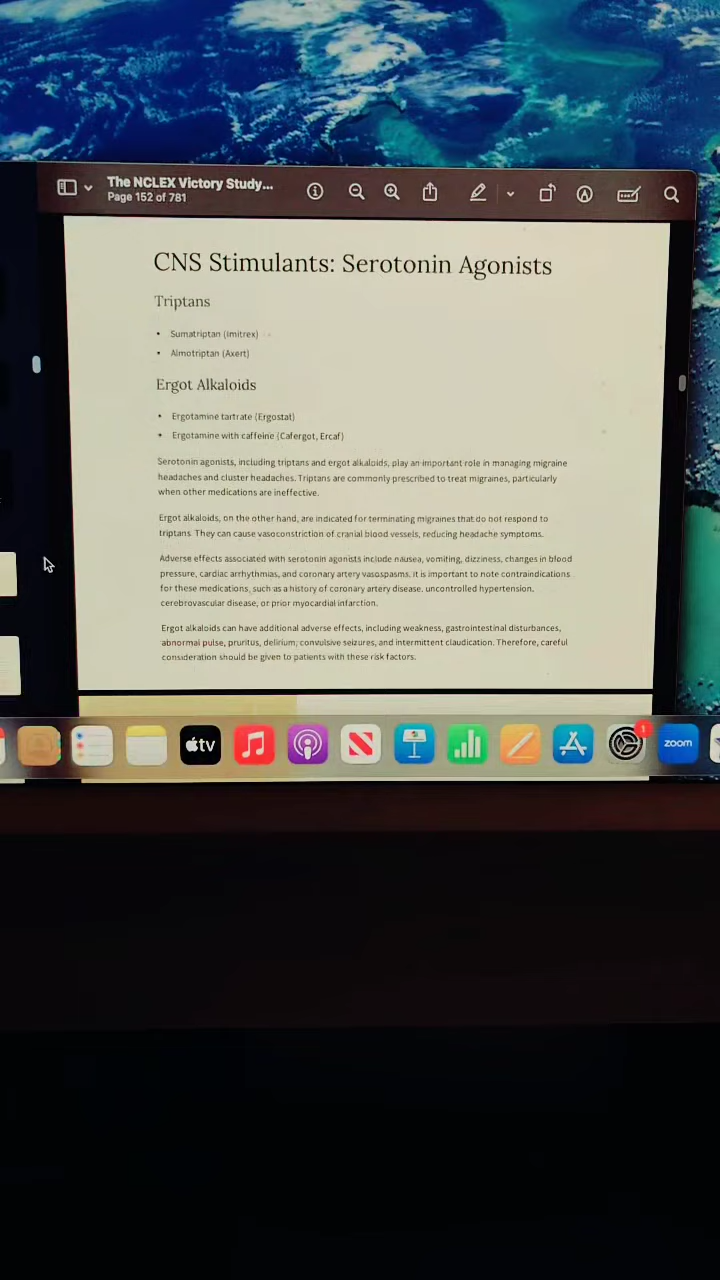 The NCLEX Victory Study...
Page 152 of 781
CNS Stimulants: Serotonin Agonists
Triptans
• Sumatriptan (Imitrex)
• Almotriptan (Axert)
Ergot Alkaloids
• Ergotamine tartrate (Ergostat)
• Ergotamine with caffeine (Cafergot, Ercaf)
Serotonin agonists, including triptans and ergot alkaloids, play an important role in managing migraine
headaches and cluster headaches. Triptans are commonly prescribed to treat migraines, particularly
when other medications are ineffective.
Ergot alkaloids, on the other hand, are indicated for terminating migraines that do not respond to
triptans. They can cause vasoconstriction of cranial blood vessels, reducing headache symptoms.
Adverse effects associated with serotonin agonists include nausea, vomiting, dizziness, changes in blood
pressure, cardiac arrhythmias, and coronary artery vasospasms. It is important to note contraindications
for these medications, such as a history of coronary artery disease, uncontrolled hypertension,
cerebrovascular disease, or prior myocardial infarction.
Ergot alkaloids can have additional adverse effects, including weakness, gastrointestinal disturbances,
abnormal pulse, pruritus, delirium, convulsive seizures, and intermittent claudication. Therefore, careful
consideration should be given to patients with these risk factors.
tv
1
zoom